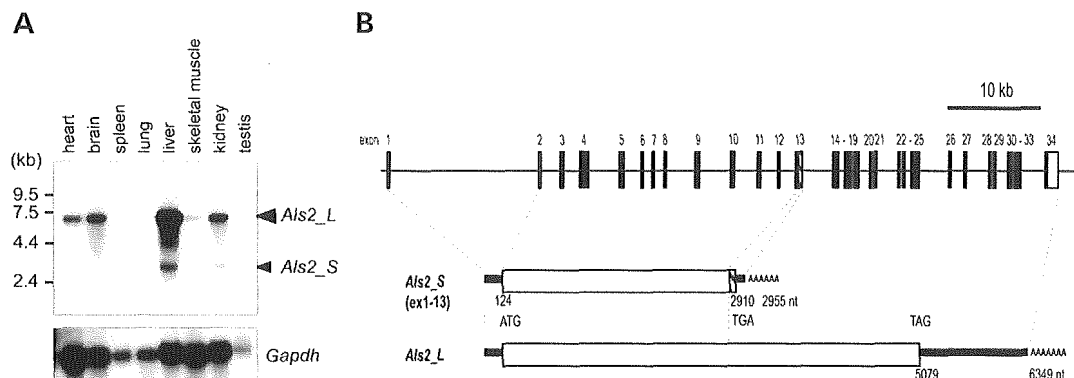 A
heart
brain
spleen
lung
liver
skeletal muscle
kidney
testis
(kb)
9.5
7.5
4.4
2.4
Als2_L
Als2_S
Gapdh
B
10 kb
exon 1 2 3 4 5 6 7 8 9 10 11 12 13 14 - 19 20 21 22 - 25 26 27 28 29 30 - 33 34
Als2_S
(ex1-13)
AAAAAA
124 2910 2955 nt
ATG TGA TAG
Als2_L
AAAAAAA
5079 6349 nt